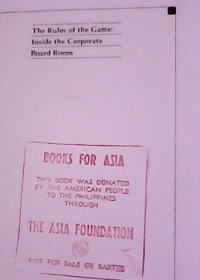 The Rules of the Game:
Inside the Corporate
Board Room
BOOKS FOR ASIA
THIS BOOK WAS DONATED
BY THE AMERICAN PEOPLE
TO THE PHILIPPINES
THROUGH
THE ASIA FOUNDATION
NOT FOR SALE OR BARTER